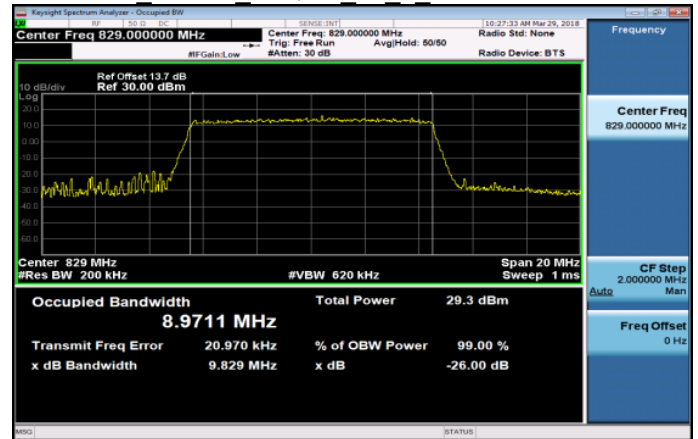 Keysight Spectrum Analyzer - Occupied BW
RF 50 Ω DC SENSE:INT 10:27:33 AM Mar 29, 2018
Center Freq 829.000000 MHz
Center Freq: 829.000000 MHz
Radio Std: None
Trig: Free Run Avg|Hold: 50/50
#IFGain:Low #Atten: 30 dB Radio Device: BTS
Ref Offset 13.7 dB
10 dB/div Ref 30.00 dBm
Log
20.0
10.0
0.00
-10.0
-20.0
-30.0
-40.0
-50.0
-60.0
Center 829 MHz Span 20 MHz
#Res BW 200 kHz #VBW 620 kHz Sweep 1 ms
Occupied Bandwidth Total Power 29.3 dBm
8.9711 MHz
Transmit Freq Error 20.970 kHz % of OBW Power 99.00 %
x dB Bandwidth 9.829 MHz x dB -26.00 dB
MSG STATUS
Frequency
Center Freq
829.000000 MHz
CF Step
2.000000 MHz
Auto Man
Freq Offset
0 Hz